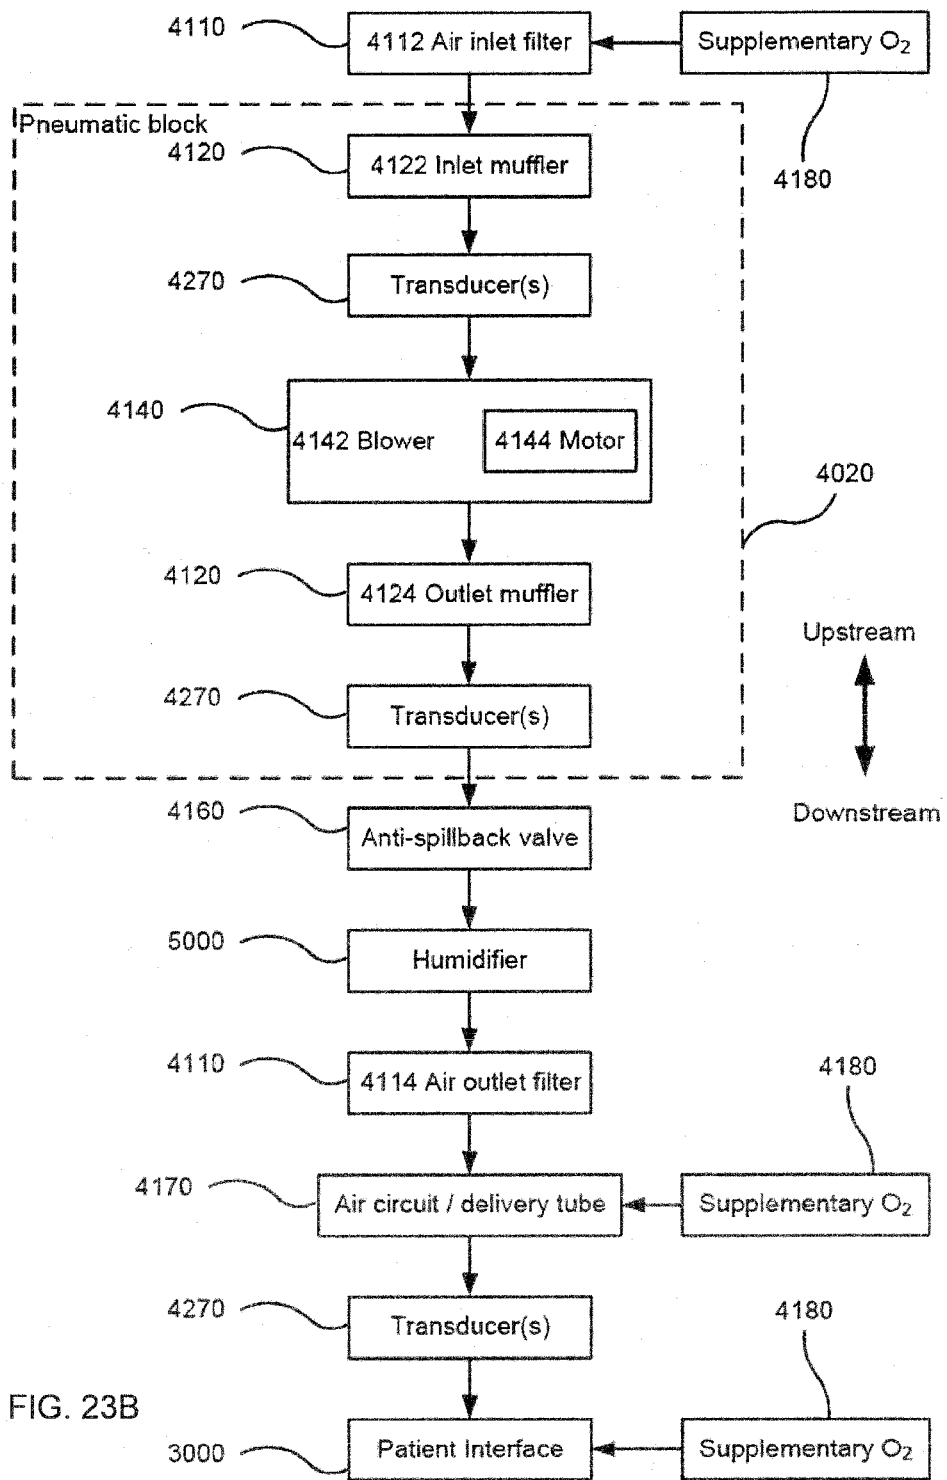 4110
4112 Air inlet filter
Supplementary O₂
Pneumatic block
4120
4122 Inlet muffler
4180
4270
Transducer(s)
4140
4142 Blower
4144 Motor
4020
4120
4124 Outlet muffler
Upstream
4270
Transducer(s)
4160
Anti-spillback valve
Downstream
5000
Humidifier
4110
4114 Air outlet filter
4180
4170
Air circuit / delivery tube
Supplementary O₂
4270
Transducer(s)
4180
FIG. 23B
3000
Patient Interface
Supplementary O₂